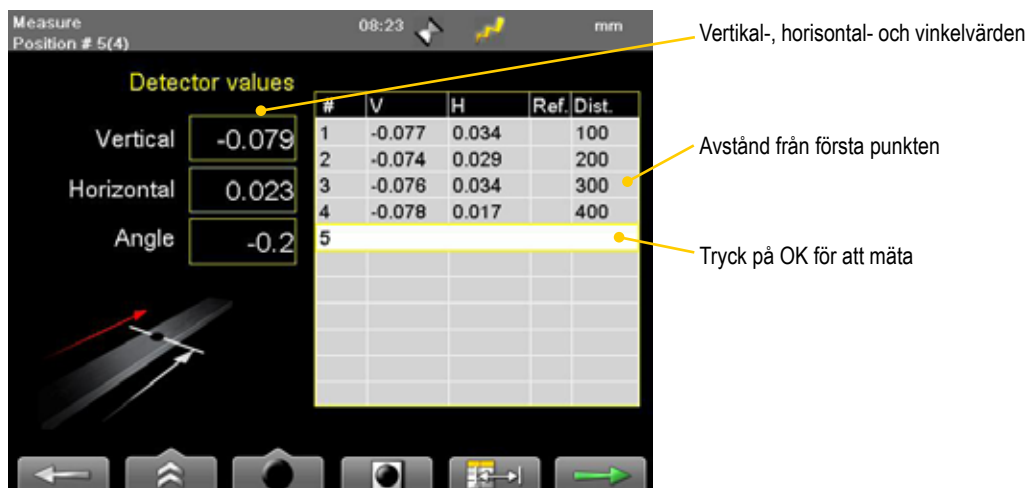 Measure 08:23 mm
Position # 5(4)
Vertikal-, horisontal- och vinkelvärden
Detector values
# V H Ref. Dist.
Vertical -0.079
1 -0.077 0.034 100
2 -0.074 0.029 200
Avstånd från första punkten
Horizontal 0.023
3 -0.076 0.034 300
4 -0.078 0.017 400
Angle -0.2
5
Tryck på OK för att mäta